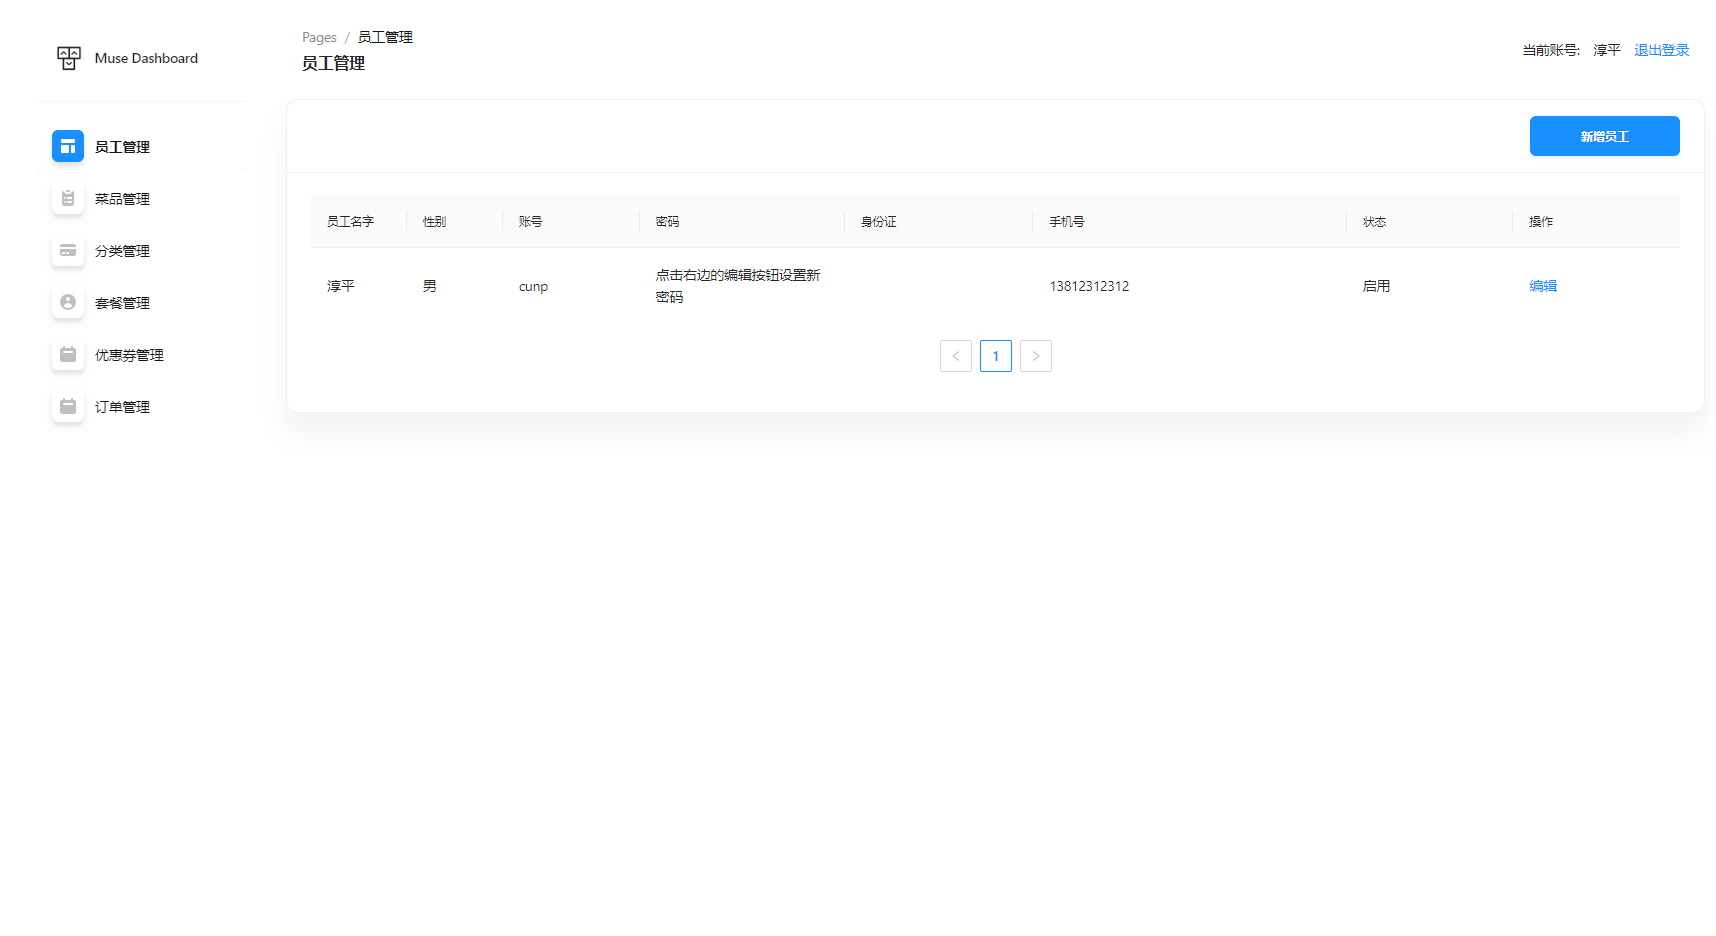 Muse Dashboard
员工管理
菜品管理
分类管理
套餐管理
优惠券管理
订单管理
Pages / 员工管理
员工管理
当前账号: 淳平 退出登录
新增员工
员工名字 性别 账号 密码 身份证 手机号 状态 操作
淳平 男 cunp 点击右边的编辑按钮设置新
密码
13812312312 启用 编辑
< 1 >